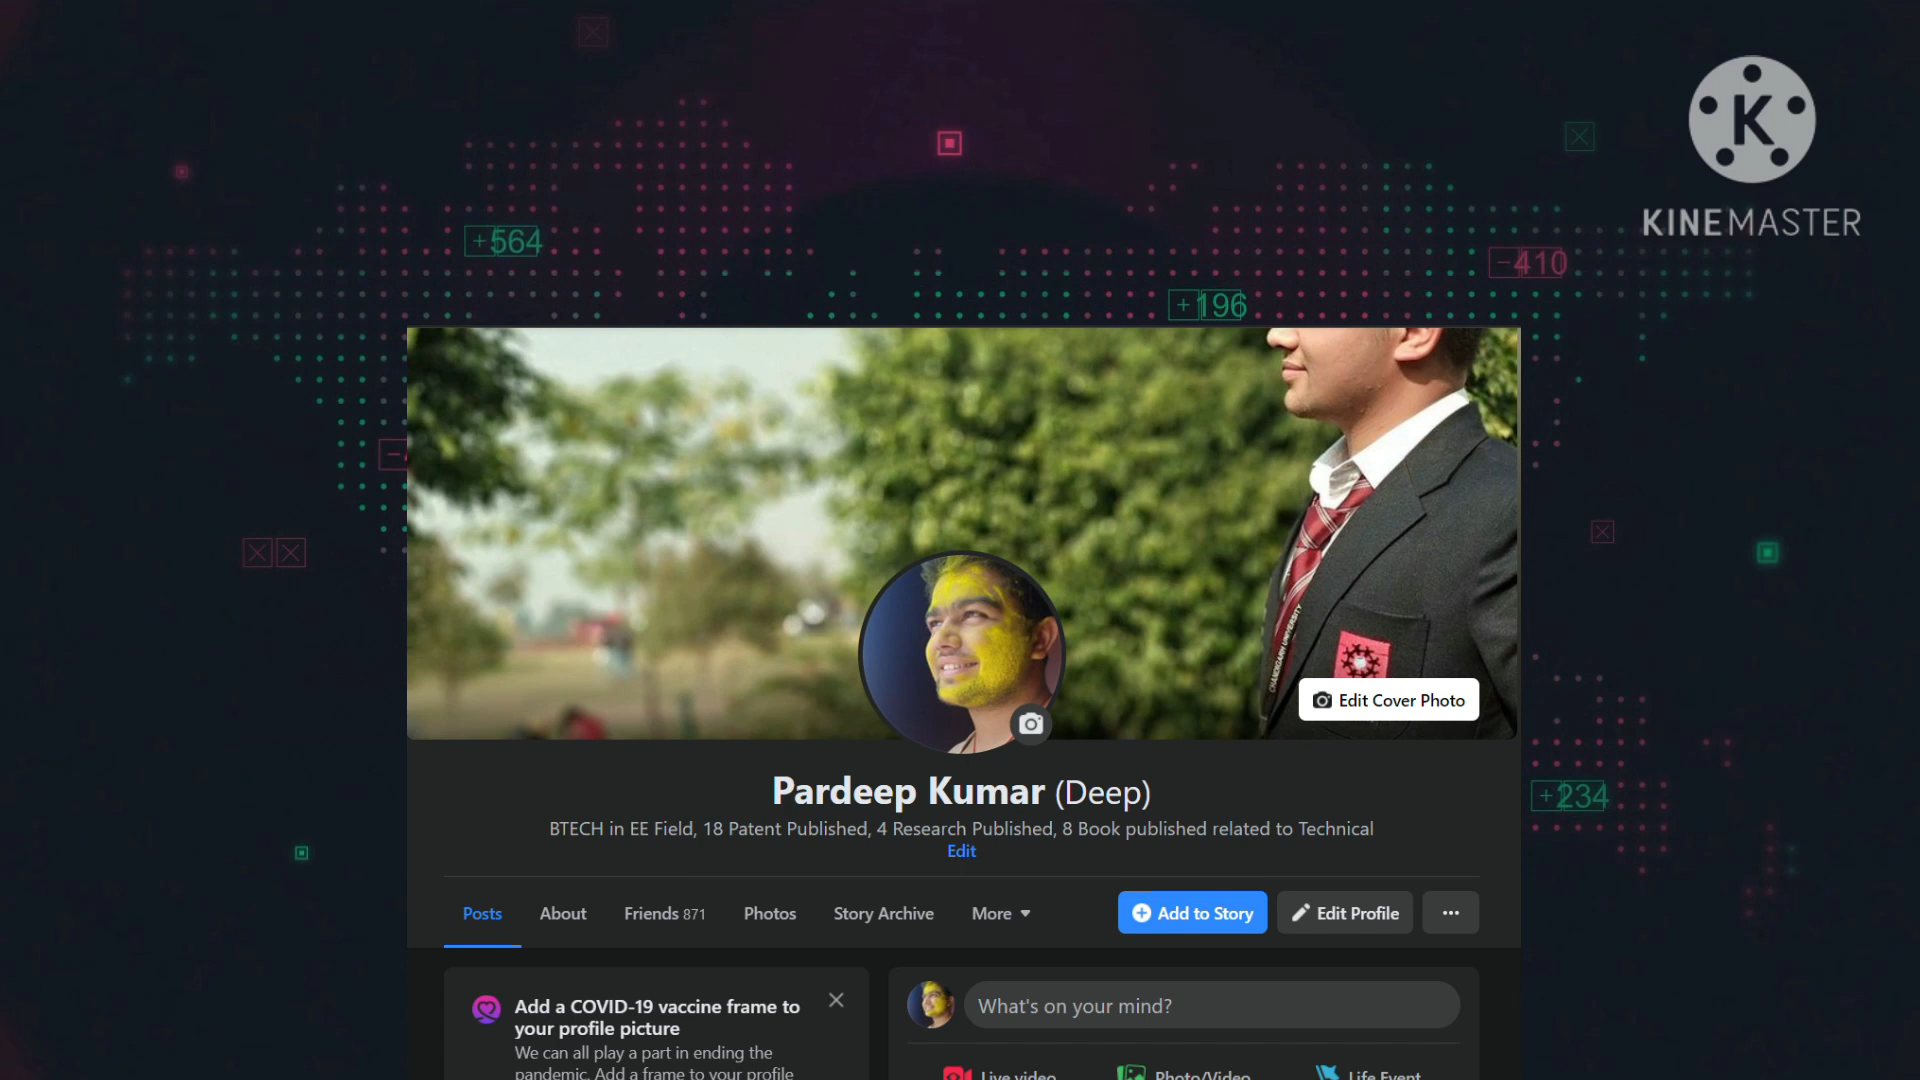 KINEMASTER
K
+564
-410
+196
CHANDIGARH UNIVERSITY
Edit Cover Photo
Pardeep Kumar (Deep)
+234
BTECH in EE Field, 18 Patent Published, 4 Research Published, 8 Book published related to Technical
Edit
Posts
About
Friends 871
Photos
Story Archive
More
Add to Story
Edit Profile
Add a COVID-19 vaccine frame to
your profile picture
We can all play a part in ending the
pandemic. Add a frame to your profile
What's on your mind?
Live video
Photo/Video
Life Event